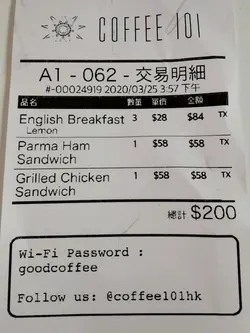 COFFEE 101
A1 - 062 - 交易明細
#-00024919 2020/03/25 3:57 下午
品名 數量 單價 金額
English Breakfast 3 $28 $84 TX
Lemon
Parma Ham 1 $58 $58 TX
Sandwich
Grilled Chicken 1 $58 $58 TX
Sandwich
總計 $200
Wi-Fi Password :
goodcoffee
Follow us: @coffee101hk